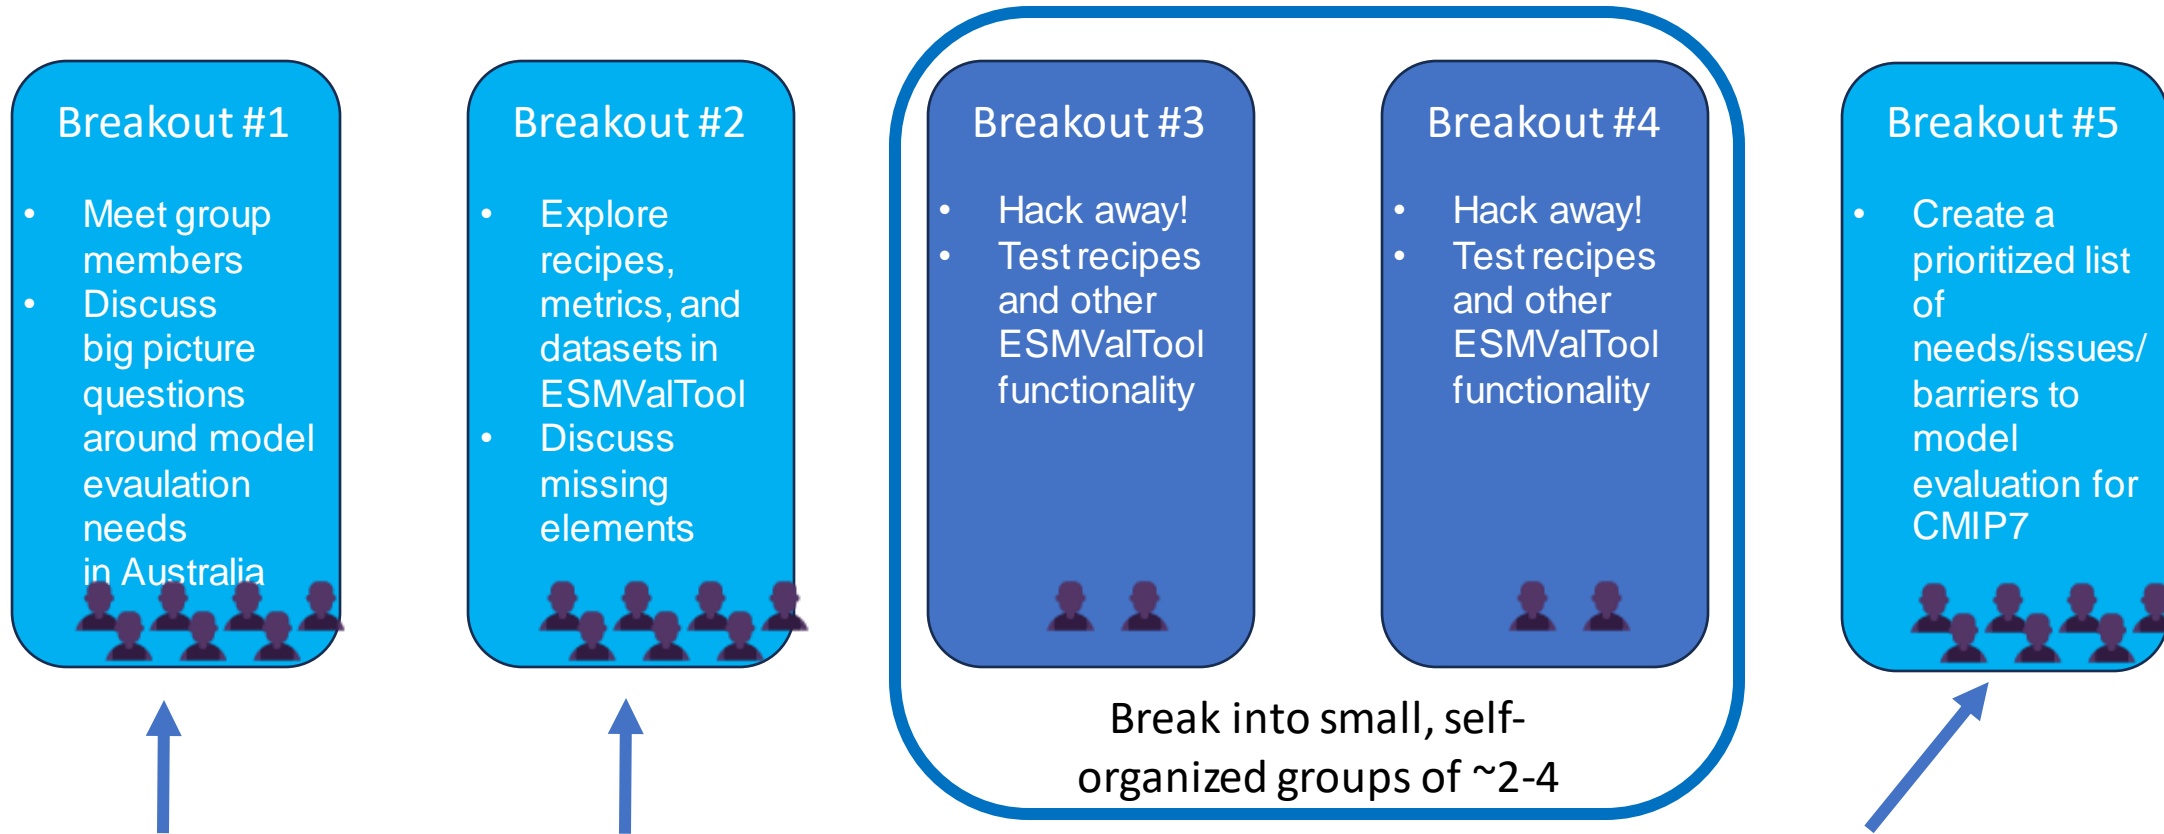 Breakout #1
• Meet group
members
• Discuss
big picture
questions
around model
evaulation
needs
in Australia
Breakout #2
• Explore
recipes,
metrics, and
datasets in
ESMValTool
• Discuss
missing
elements
Breakout #3
• Hack away!
• Test recipes
and other
ESMValTool
functionality
Breakout #4
• Hack away!
• Test recipes
and other
ESMValTool
functionality
Break into small, self-
organized groups of ~2-4
Breakout #5
• Create a
prioritized list
of
needs/issues/
barriers to
model
evaluation for
CMIP7